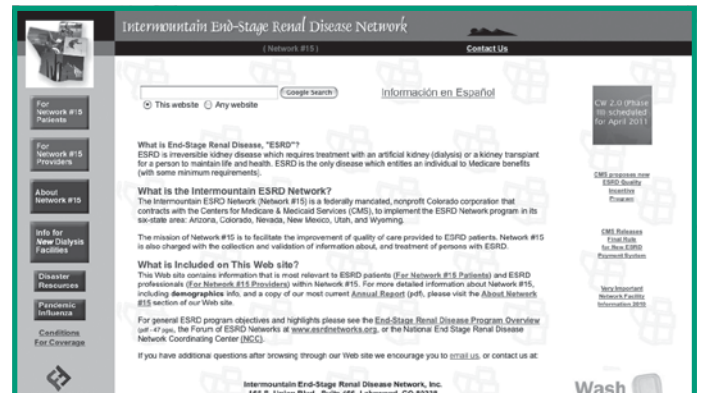 Intermountain End-Stage Renal Disease Network
( Network #15 )
Contact Us
For
Network #15
Patients
For
Network #15
Providers
About
Network #15
Info for
New Dialysis
Facilities
Disaster
Resources
Pandemic
Influenza
Conditions
For Coverage
Google Search
This website
Any website
Información en Español
What is End-Stage Renal Disease, "ESRD"?
ESRD is irreversible kidney disease which requires treatment with an artificial kidney (dialysis) or a kidney transplant
for a person to maintain life and health. ESRD is the only disease which entitles an individual to Medicare benefits
(with some minimum requirements).
What is the Intermountain ESRD Network?
The Intermountain ESRD Network (Network #15) is a federally mandated, nonprofit Colorado corporation that
contracts with the Centers for Medicare & Medicaid Services (CMS), to implement the ESRD Network program in its
six-state area: Arizona, Colorado, Nevada, New Mexico, Utah, and Wyoming.
The mission of Network #15 is to facilitate the improvement of quality of care provided to ESRD patients. Network #15
is also charged with the collection and validation of information about, and treatment of persons with ESRD.
What is Included on This Web site?
This Web site contains information that is most relevant to ESRD patients (For Network #15 Patients) and ESRD
professionals (For Network #15 Providers) within Network #15. For more detailed information about Network #15,
including demographics info, and a copy of our most current Annual Report (pdf), please visit the About Network
#15 section of our Web site.
For general ESRD program objectives and highlights please see the End-Stage Renal Disease Program Overview
(pdf - 47 pgs), the Forum of ESRD Networks at www.esrdnetworks.org, or the National End Stage Renal Disease
Network Coordinating Center (NCC).
If you have additional questions after browsing through our Web site we encourage you to email us, or contact us at:
Intermountain End-Stage Renal Disease Network, Inc.
CW 2.0 (Phase
II) scheduled
for April 2011
CMS proposes new
ESRD Quality
Incentive
Program
CMS Releases
Final Rule
for New ESRD
Payment System
Very Important
Network Facility
Information 2010
Wash